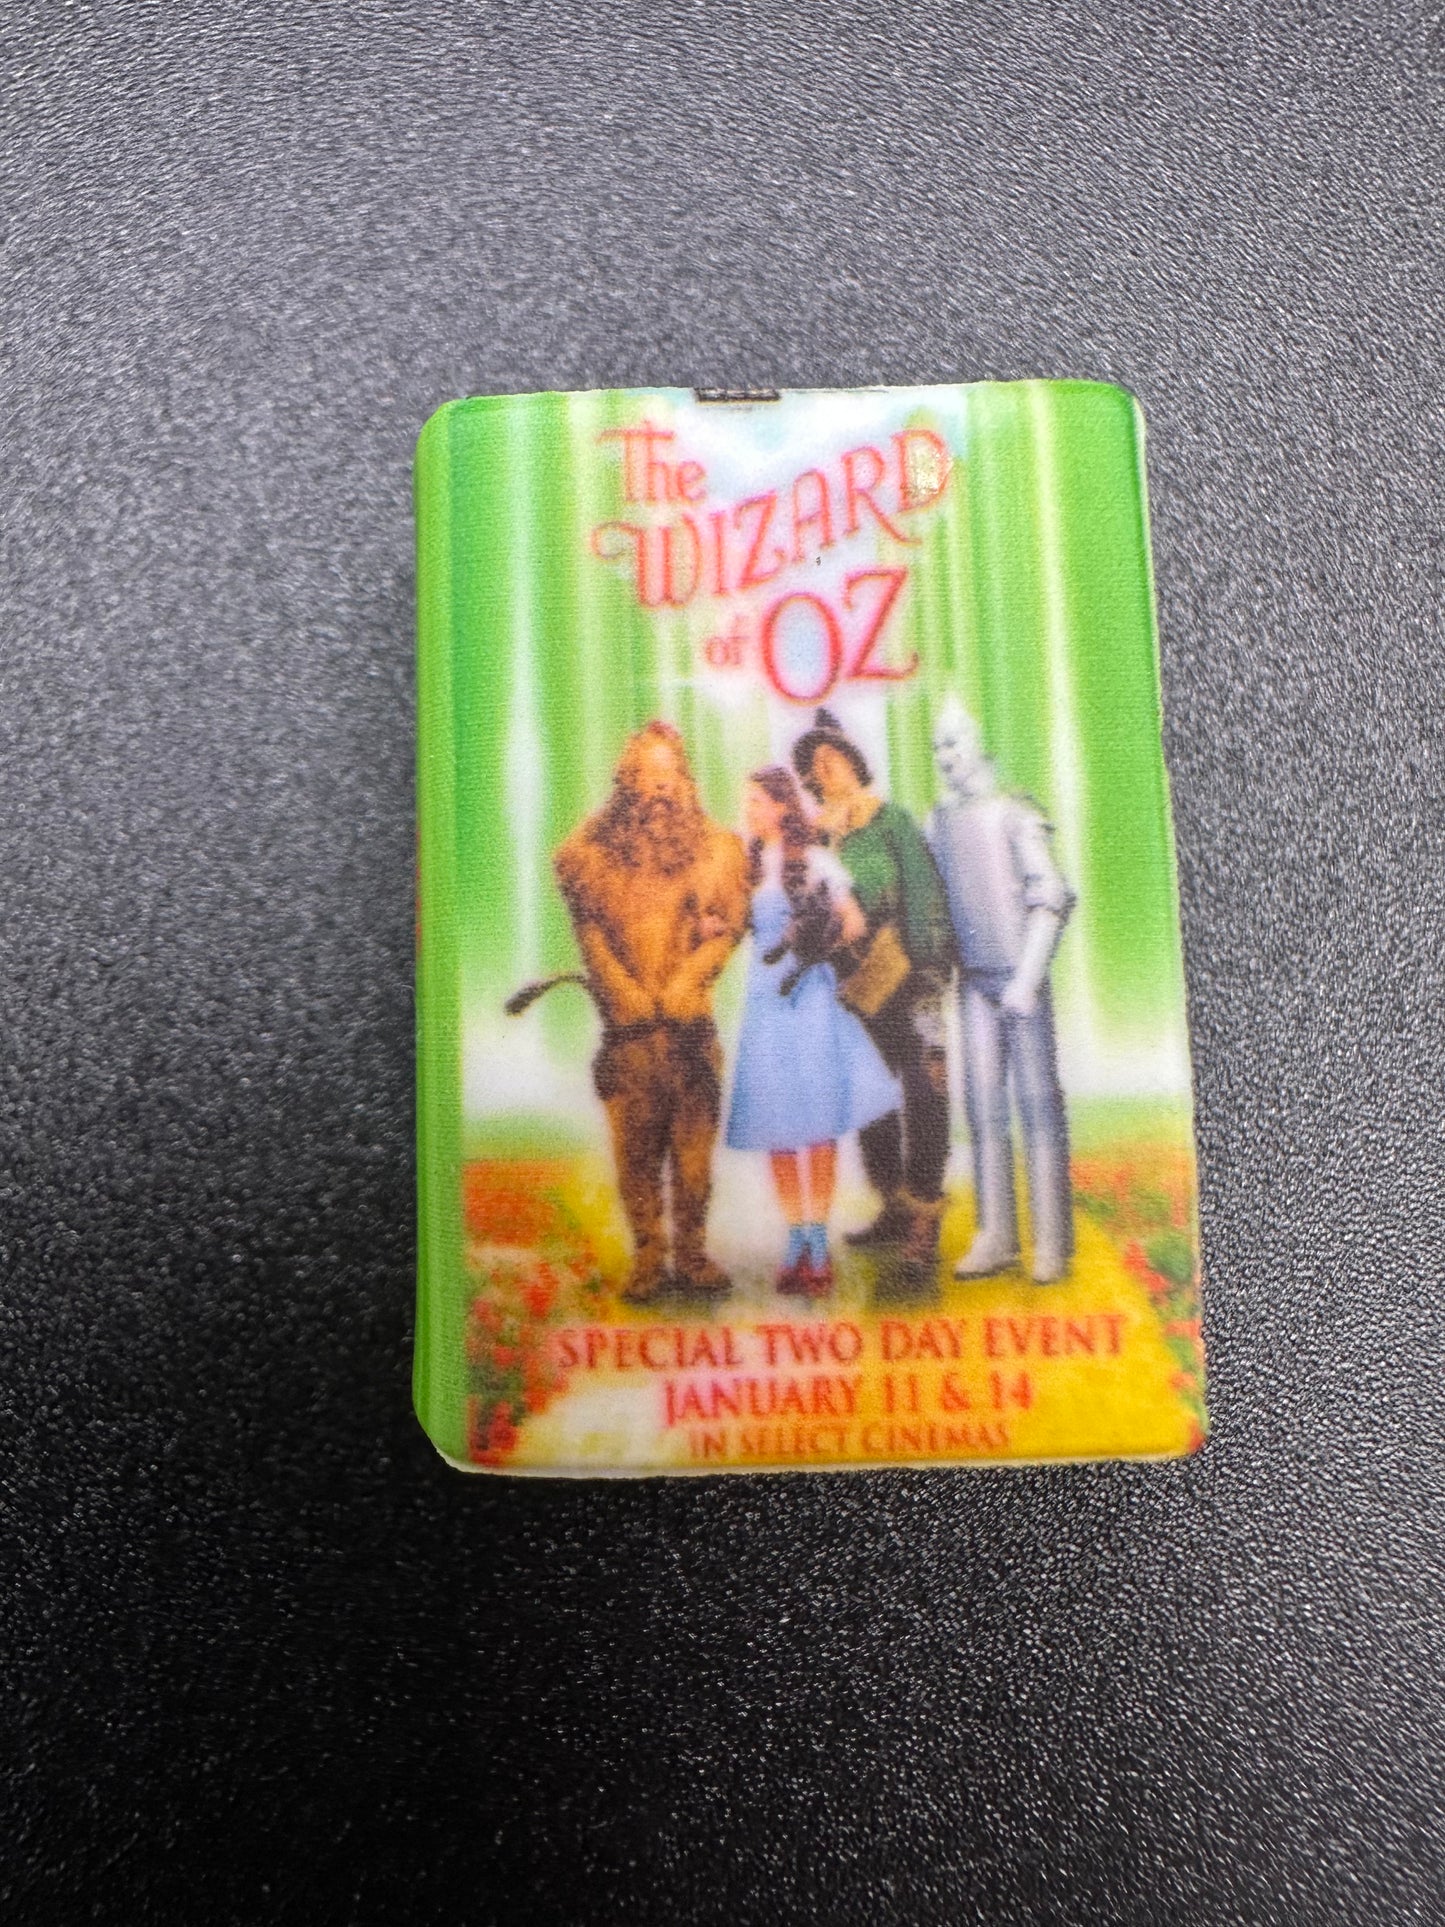 The
WIZARD
of OZ
SPECIAL TWO DAY EVENT
JANUARY 11 & 14
IN SELECT CINEMAS